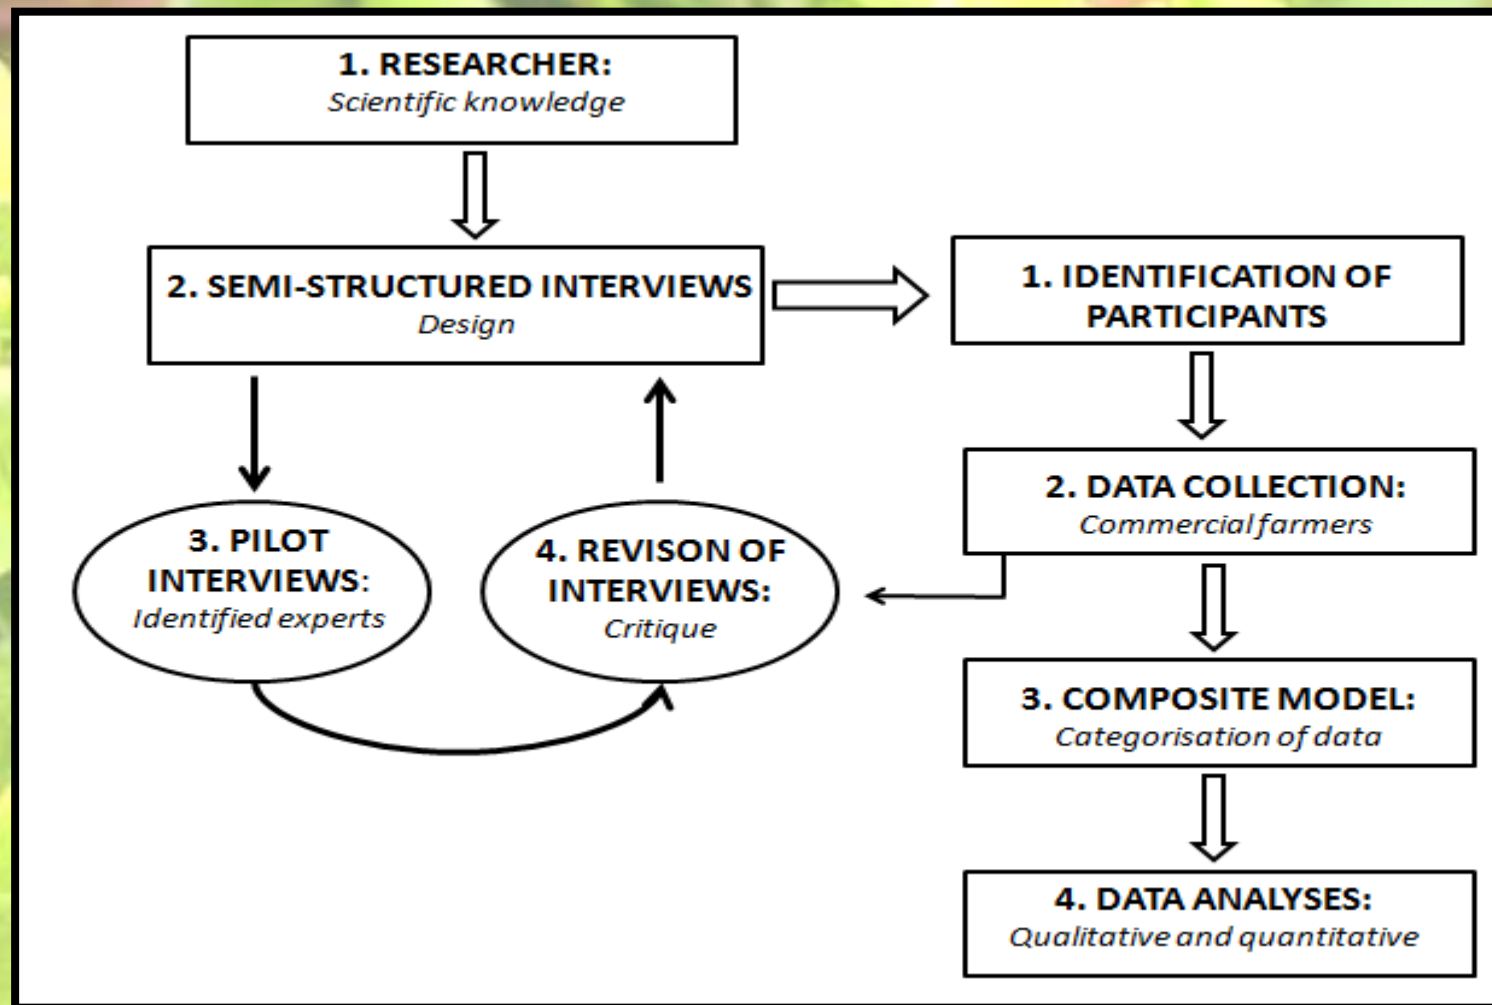 1. RESEARCHER:
Scientific knowledge
2. SEMI-STRUCTURED INTERVIEWS
Design
3. PILOT
INTERVIEWS:
Identified experts
4. REVISON OF
INTERVIEWS:
Critique
1. IDENTIFICATION OF
PARTICIPANTS
2. DATA COLLECTION:
Commercial farmers
3. COMPOSITE MODEL:
Categorisation of data
4. DATA ANALYSES:
Qualitative and quantitative